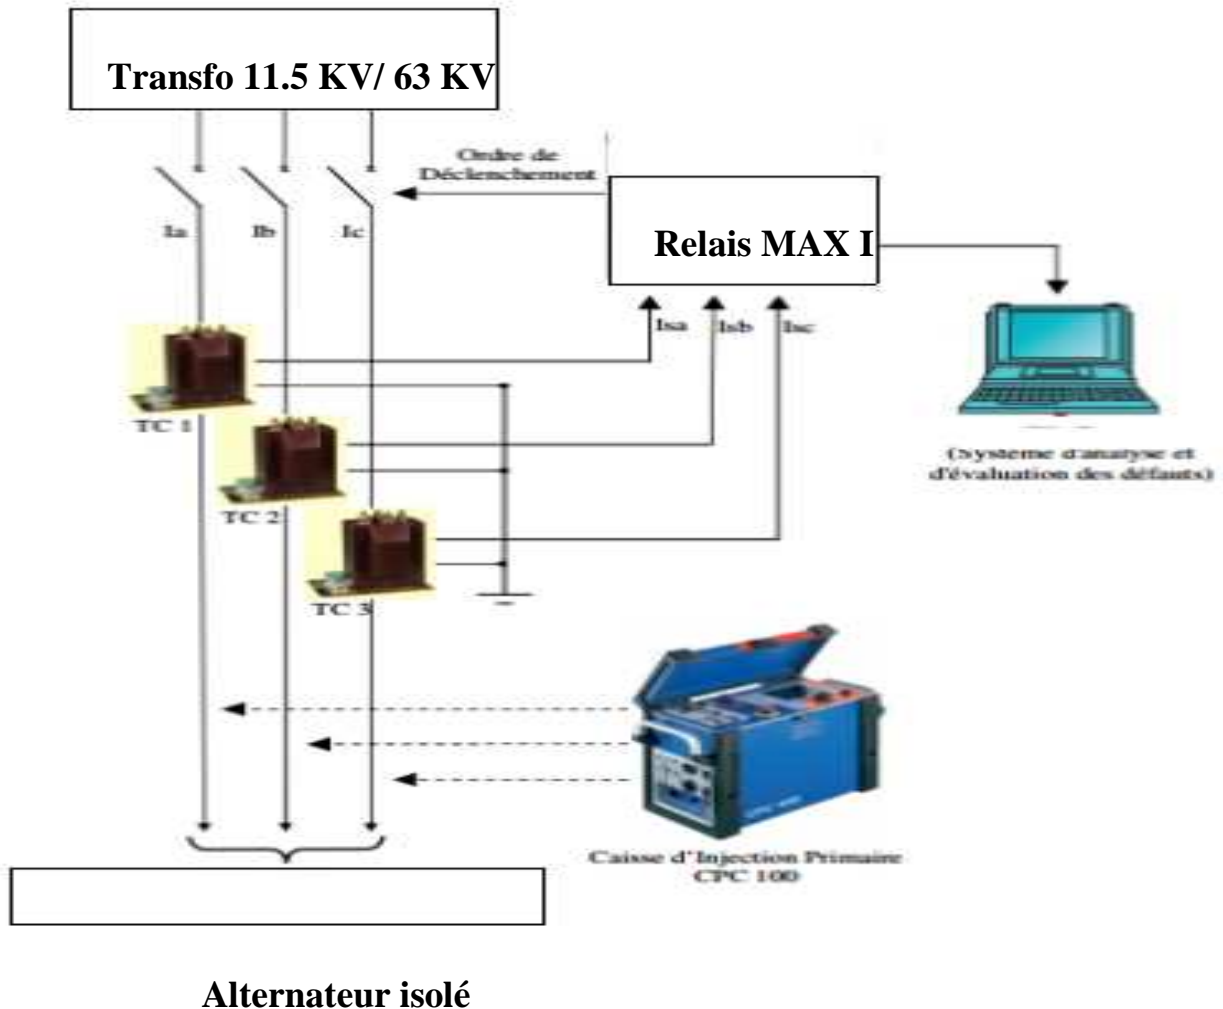 Transfo 11.5 KV/ 63 KV
Ordre de
Déclenchement
Ia
Ib
Ic
Relais MAX I
Isa
Isb
Isc
TC 1
TC 2
TC 3
(Système d'analyse et
d'évaluation des défauts)
Caisse d'Injection Primaire
CPC 100
Alternateur isolé